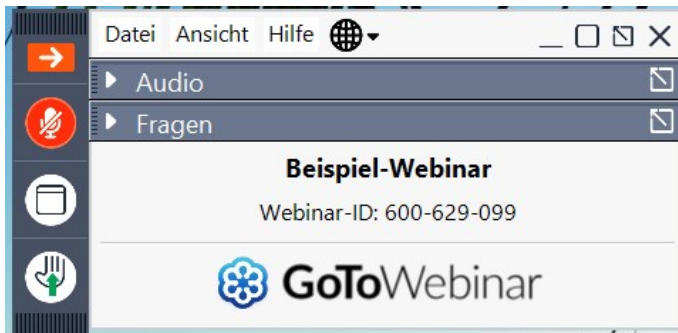 Datei Ansicht Hilfe
Audio
Fragen
Beispiel-Webinar
Webinar-ID: 600-629-099
GoToWebinar